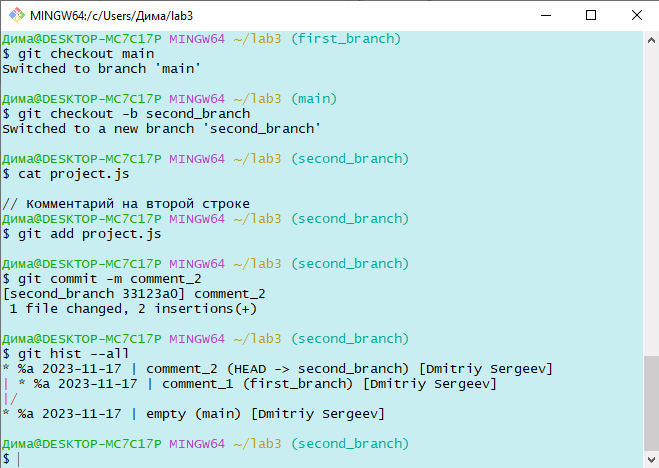 MINGW64:/c/Users/Дима/lab3
Дима@DESKTOP-MC7C17P MINGW64 ~/lab3 (first_branch)
$ git checkout main
Switched to branch 'main'
Дима@DESKTOP-MC7C17P MINGW64 ~/lab3 (main)
$ git checkout -b second_branch
Switched to a new branch 'second_branch'
Дима@DESKTOP-MC7C17P MINGW64 ~/lab3 (second_branch)
$ cat project.js
// Комментарий на второй строке
Дима@DESKTOP-MC7C17P MINGW64 ~/lab3 (second_branch)
$ git add project.js
Дима@DESKTOP-MC7C17P MINGW64 ~/lab3 (second_branch)
$ git commit -m comment_2
[second_branch 33123a0] comment_2
 1 file changed, 2 insertions(+)
Дима@DESKTOP-MC7C17P MINGW64 ~/lab3 (second_branch)
$ git hist --all
* %a 2023-11-17 | comment_2 (HEAD -> second_branch) [Dmitriy Sergeev]
| * %a 2023-11-17 | comment_1 (first_branch) [Dmitriy Sergeev]
|/
* %a 2023-11-17 | empty (main) [Dmitriy Sergeev]
Дима@DESKTOP-MC7C17P MINGW64 ~/lab3 (second_branch)
$